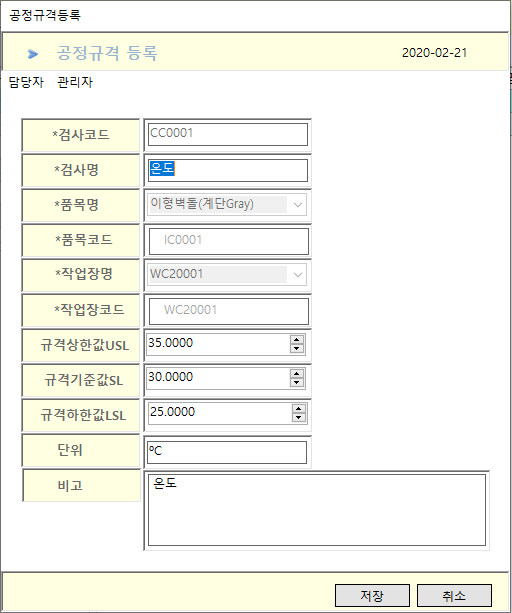 공정규격등록
공정규격 등록 2020-02-21
담당자 관리자
*검사코드 CC0001
*검사명 온도
*품목명 이형벽돌(계단Gray)
*품목코드 IC0001
*작업장명 WC20001
*작업장코드 WC20001
규격상한값USL 35.0000
규격기준값SL 30.0000
규격하한값LSL 25.0000
단위 ºC
비고 온도
저장 취소